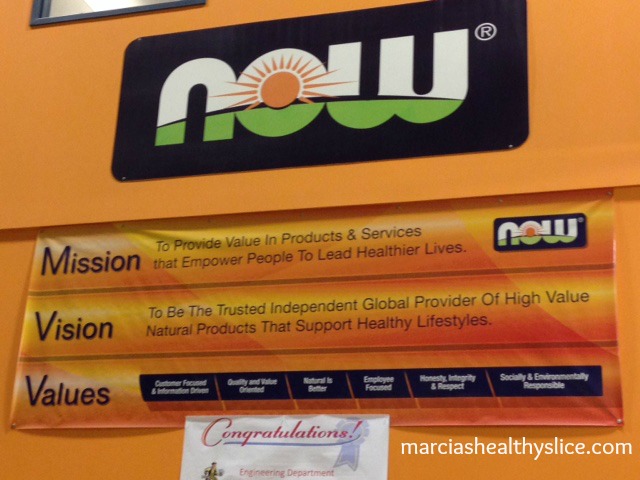 now®
Mission
To Provide Value In Products & Services
that Empower People To Lead Healthier Lives.
now®
Vision
To Be The Trusted Independent Global Provider Of High Value
Natural Products That Support Healthy Lifestyles.
Values
Customer Focused
& Information Driven
Quality and Value
Oriented
Natural Is
Better
Employee
Focused
Honesty, Integrity
& Respect
Socially & Environmentally
Responsible
Congratulations!
Engineering Department
marciashealthyslice.com